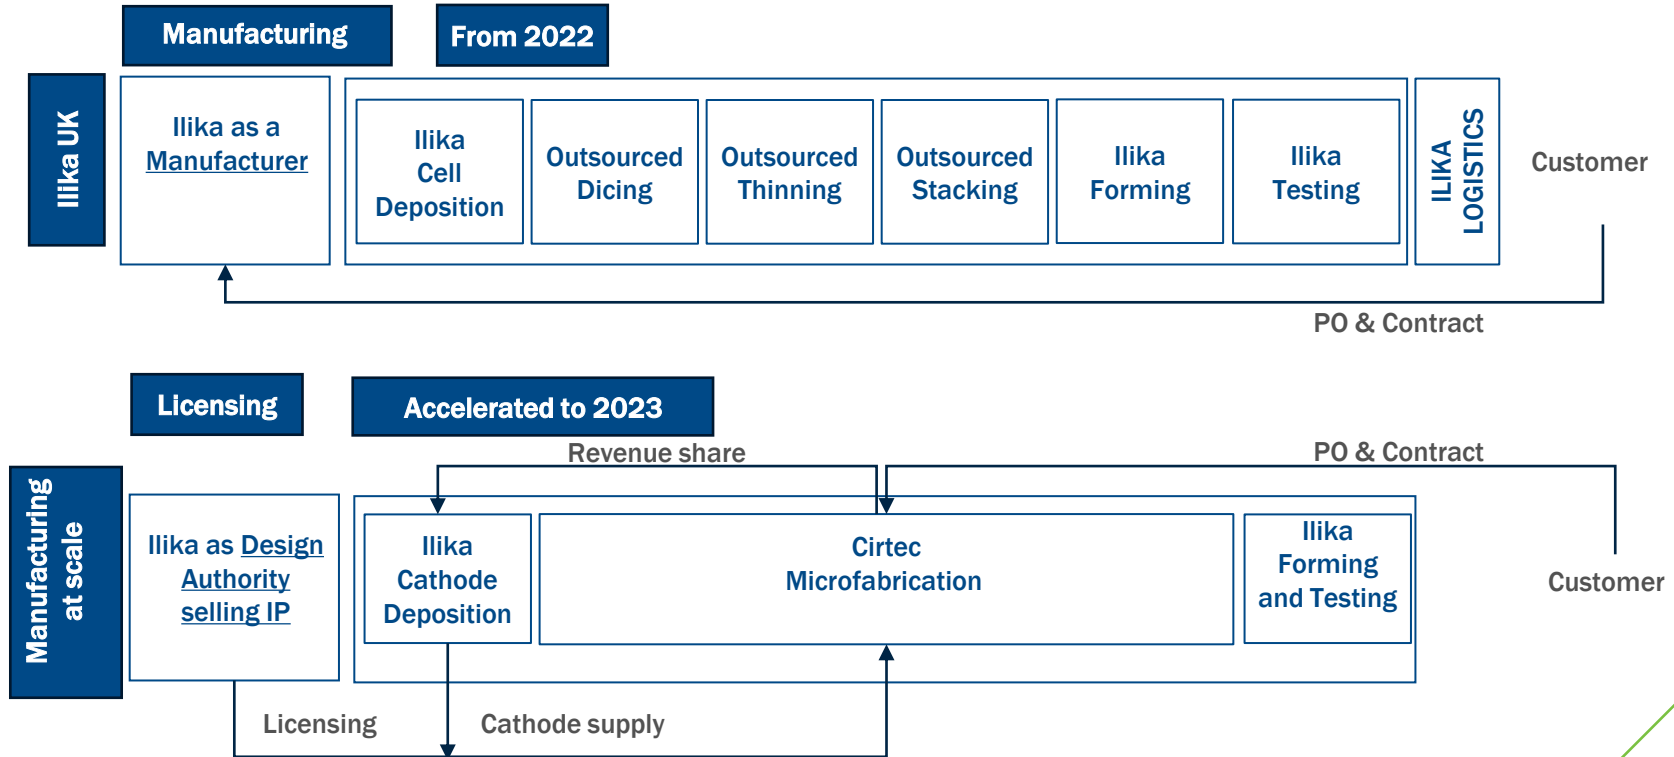 Manufacturing
From 2022
Ilika UK
Ilika as a
Manufacturer
Ilika
Cell
Deposition
Outsourced
Dicing
Outsourced
Thinning
Outsourced
Stacking
Ilika
Forming
Ilika
Testing
ILIKA
LOGISTICS
Customer
PO & Contract
Licensing
Accelerated to 2023
Revenue share
PO & Contract
Manufacturing
at scale
Ilika as Design
Authority
selling IP
Ilika
Cathode
Deposition
Cirtec
Microfabrication
Ilika
Forming
and Testing
Customer
Licensing
Cathode supply